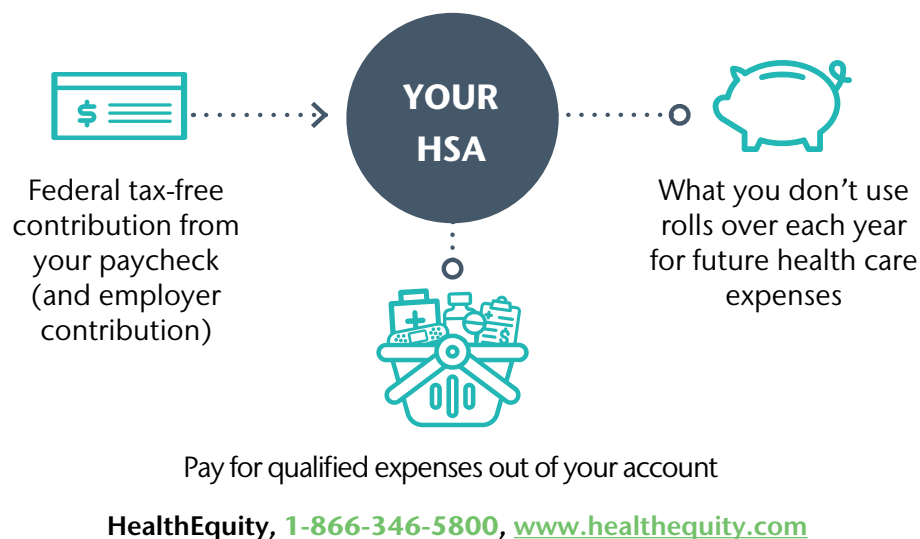 YOUR
HSA
$
Federal tax-free
contribution from
your paycheck
(and employer
contribution)
What you don’t use
rolls over each year
for future health care
expenses
$
Pay for qualified expenses out of your account
HealthEquity, 1-866-346-5800, www.healthequity.com